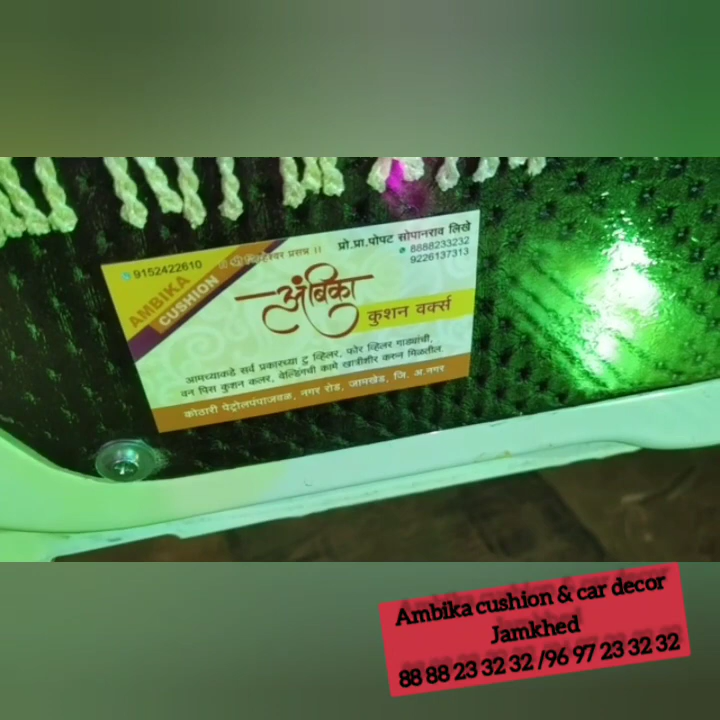 9152422610
प्रसन्न ।।
प्रो.प्रा.पोपट सोपानराव लिखे
8888233232
9226137313
AMBIKA
CUSHION
अंबिका
कुशन वर्क्स
आमच्याकडे सर्व प्रकारच्या टु व्हिलर, फोर व्हिलर गाड्यांची,
वन पिस कुशन कलर, वेल्डिंगची कामे खात्रीशीर करुन मिळतील.
कोठारी पेट्रोलपंपाजवळ, नगर रोड, जामखेड, जि. अ.नगर
Ambika cushion & car decor
Jamkhed
88 88 23 32 32 /96 97 23 32 32